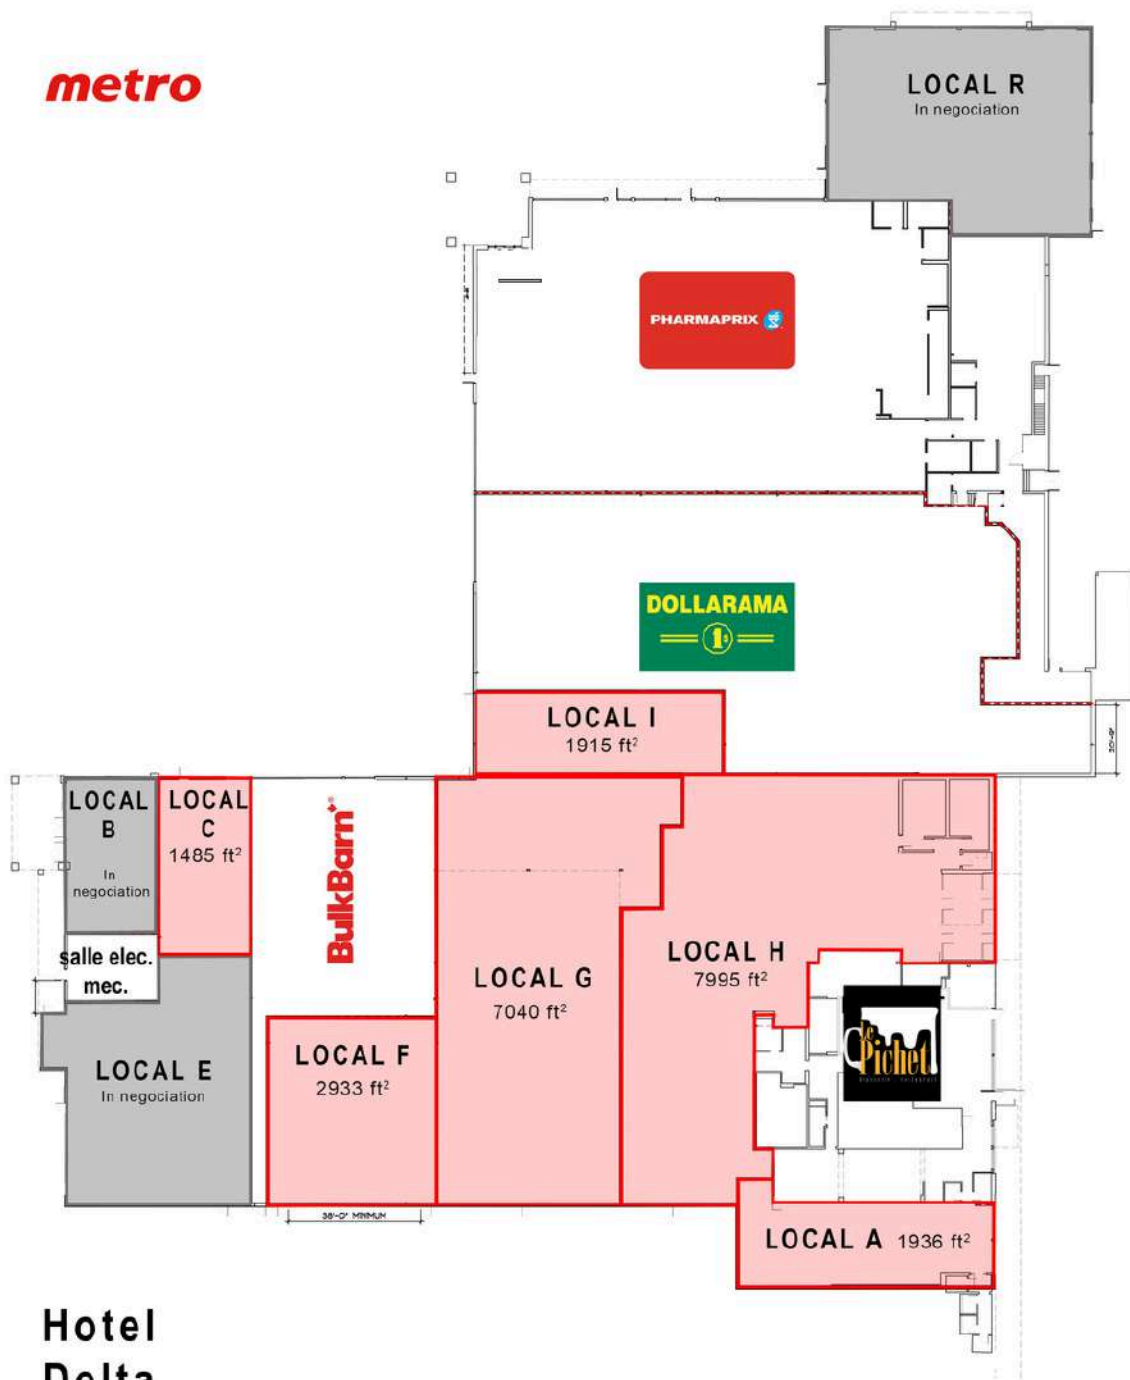 metro
LOCAL R
In negociation
PHARMAPRIX
DOLLARAMA
1$
LOCAL I
1915 ft²
20'-9"
LOCAL
B
In
negociation
LOCAL
C
1485 ft²
BulkBarn®
salle elec.
mec.
LOCAL H
7995 ft²
LOCAL G
7040 ft²
Le
Pichet
LOCAL E
In negociation
LOCAL F
2933 ft²
38'-0" MINIMUM
LOCAL A 1936 ft²
Hotel
Delta